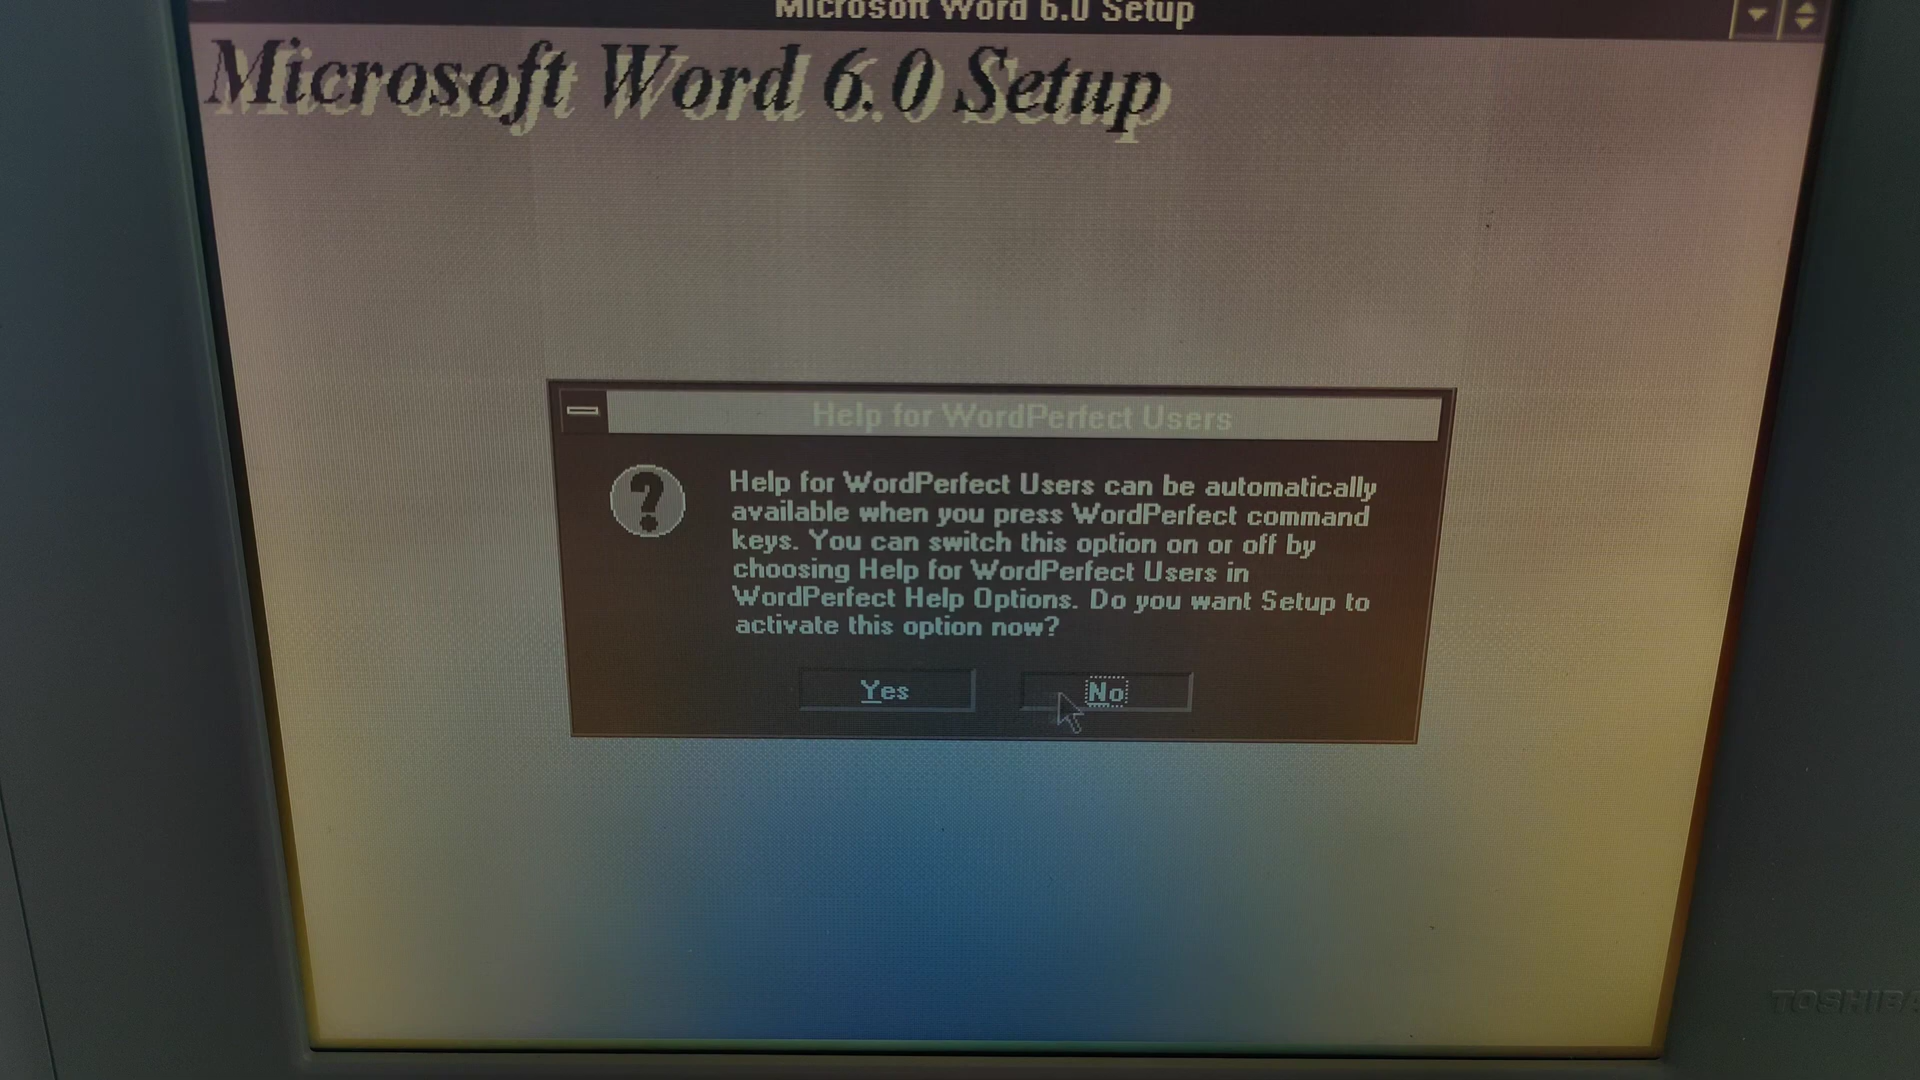 Microsoft Word 6.0 Setup
Microsoft Word 6.0 Setup
Help for WordPerfect Users
Help for WordPerfect Users can be automatically
available when you press WordPerfect command
keys. You can switch this option on or off by
choosing Help for WordPerfect Users in
WordPerfect Help Options. Do you want Setup to
activate this option now?
Yes
No
TOSHIBA